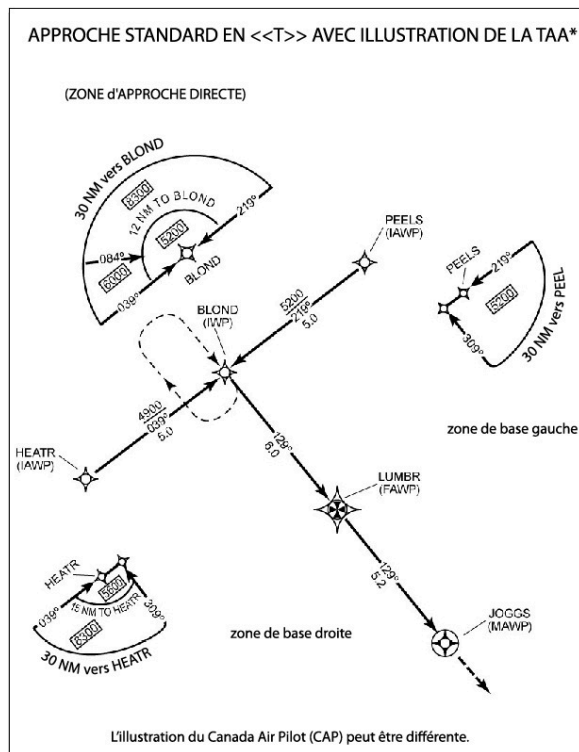 APPROCHE STANDARD EN <<T>> AVEC ILLUSTRATION DE LA TAA*
(ZONE d'APPROCHE DIRECTE)
30 NM vers BLOND
8300
12 NM TO BLOND
5200
219°
084°
6000
039°
BLOND
PEELS
(IAWP)
PEELS
219°
5200
309°
30 NM vers PEEL
BLOND
(IWP)
5200
219°
5.0
4900
039°
5.0
zone de base gauche
HEATR
(IAWP)
129°
6.0
LUMBR
(FAWP)
129°
5.2
HEATR
5600
039°
15 NM TO HEATR
309°
8300
30 NM vers HEATR
zone de base droite
JOGGS
(MAWP)
L'illustration du Canada Air Pilot (CAP) peut être différente.